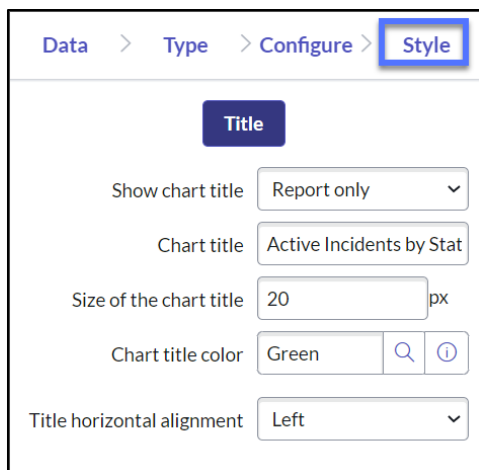 Data Type Configure Style
Title
Show chart title Report only
Chart title Active Incidents by Stat
Size of the chart title 20 px
Chart title color Green
Title horizontal alignment Left